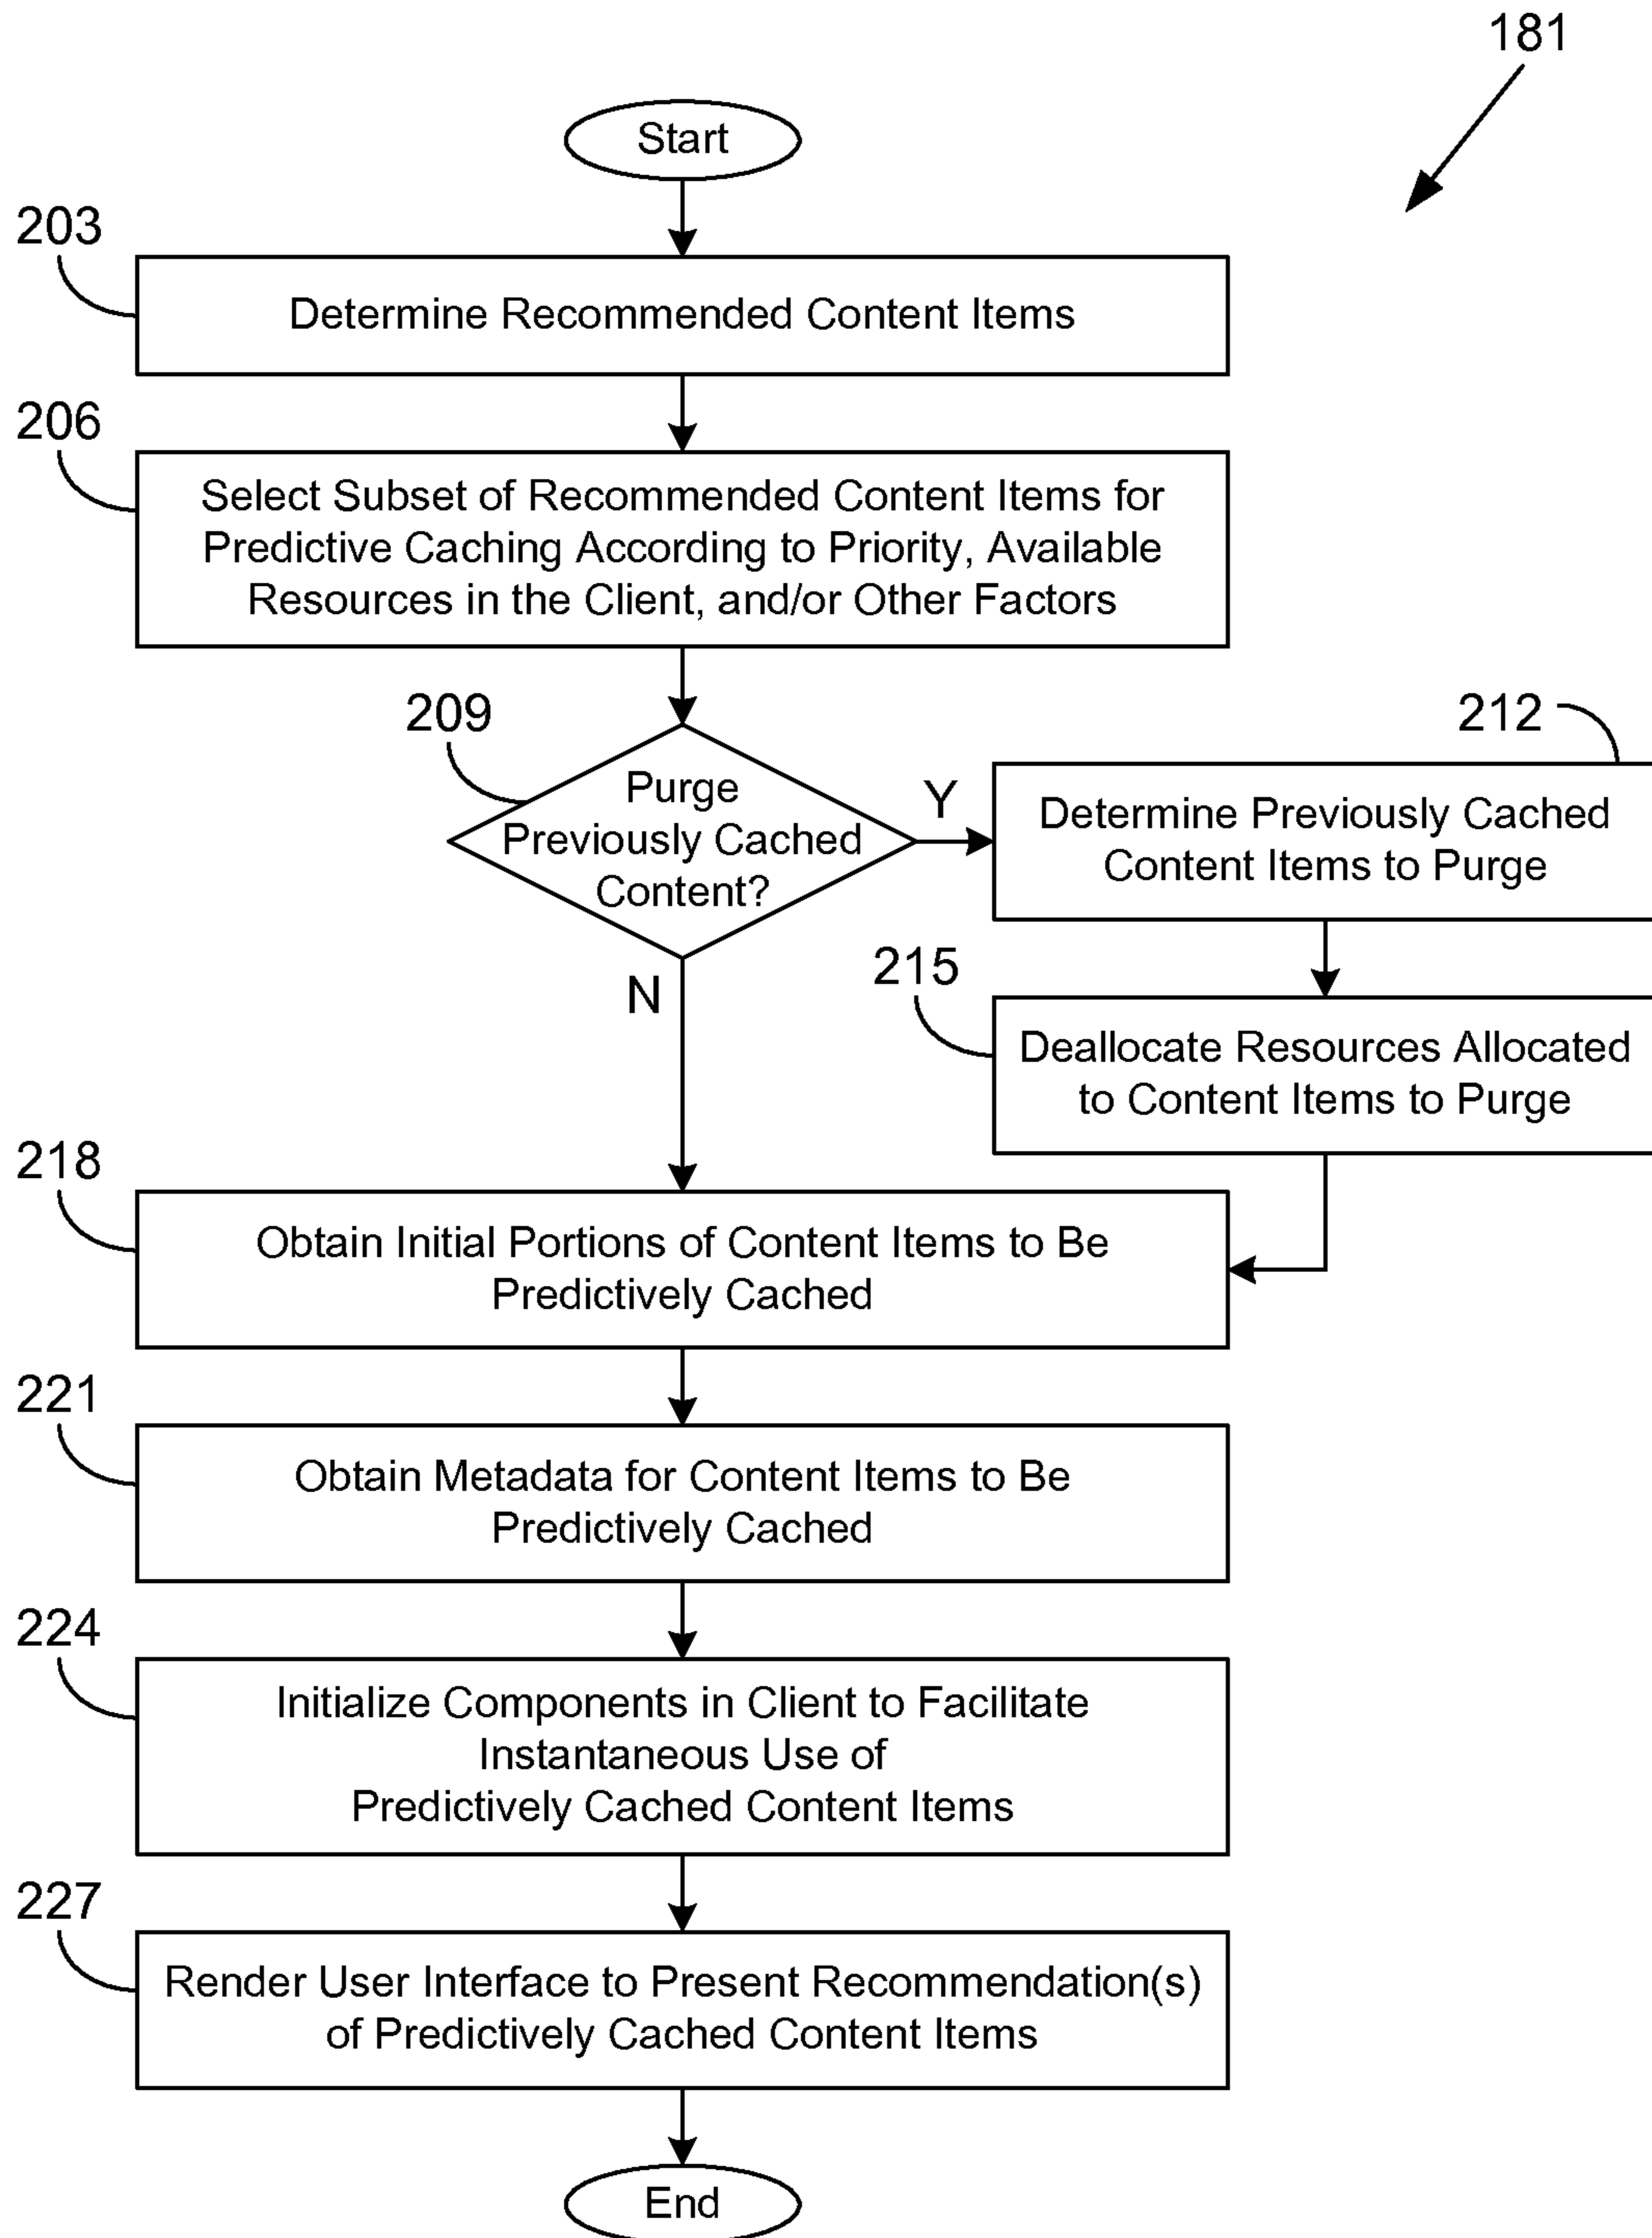 181
Start
203
Determine Recommended Content Items
206
Select Subset of Recommended Content Items for
Predictive Caching According to Priority, Available
Resources in the Client, and/or Other Factors
209
Purge
Previously Cached
Content?
Y
N
212
Determine Previously Cached
Content Items to Purge
215
Deallocate Resources Allocated
to Content Items to Purge
218
Obtain Initial Portions of Content Items to Be
Predictively Cached
221
Obtain Metadata for Content Items to Be
Predictively Cached
224
Initialize Components in Client to Facilitate
Instantaneous Use of
Predictively Cached Content Items
227
Render User Interface to Present Recommendation(s)
of Predictively Cached Content Items
End